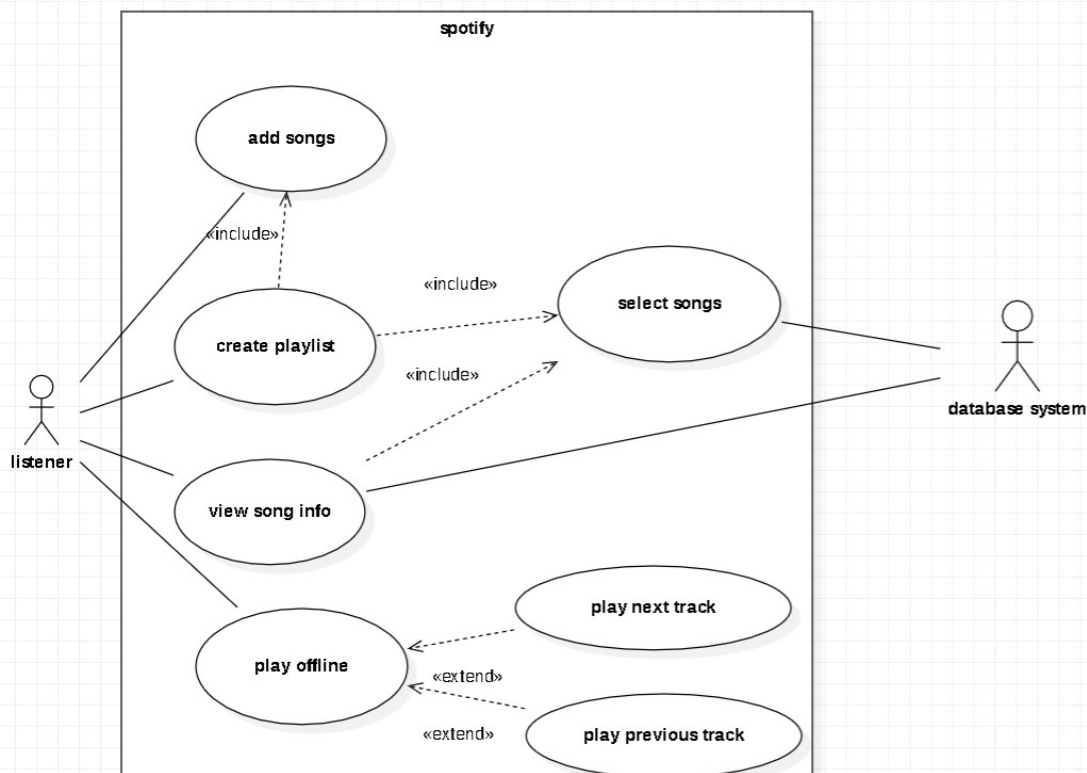 spotify
add songs
«include»
«include»
select songs
create playlist
«include»
listener
database system
view song info
play next track
play offline
«extend»
«extend»
play previous track